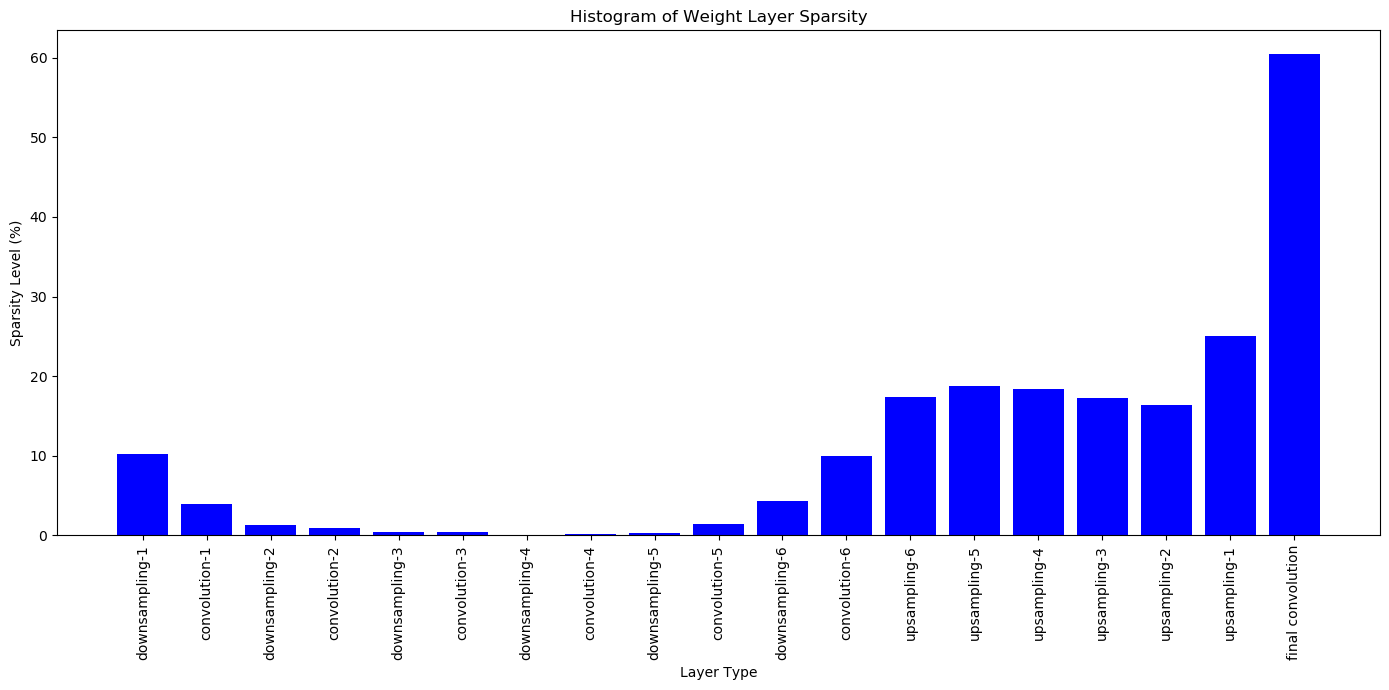 Histogram of Weight Layer Sparsity
Sparsity Level (%)
60
50
40
30
20
10
0
downsampling-1
convolution-1
downsampling-2
convolution-2
downsampling-3
convolution-3
downsampling-4
convolution-4
downsampling-5
convolution-5
downsampling-6
convolution-6
upsampling-6
upsampling-5
upsampling-4
upsampling-3
upsampling-2
upsampling-1
final convolution
Layer Type